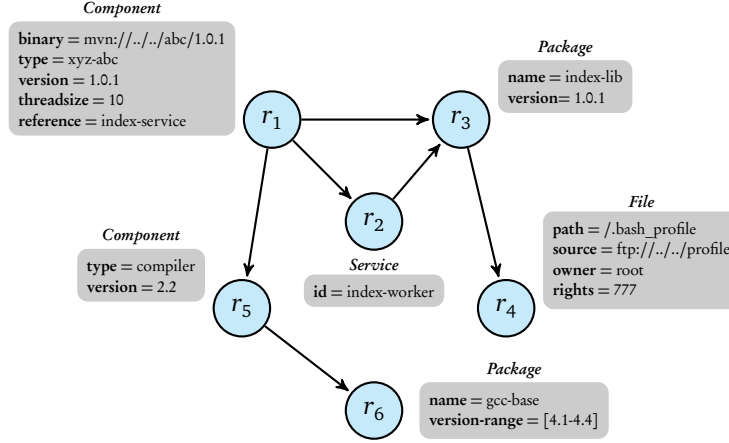 Component
binary = mvn://../../abc/1.0.1
type = xyz-abc
version = 1.0.1
threadsize = 10
reference = index-service
Package
name = index-lib
version= 1.0.1
r1
r3
r2
File
path = /.bash_profile
source = ftp://../../profile
owner = root
rights = 777
Component
type = compiler
version = 2.2
Service
id = index-worker
r5
r4
Package
name = gcc-base
version-range = [4.1-4.4]
r6